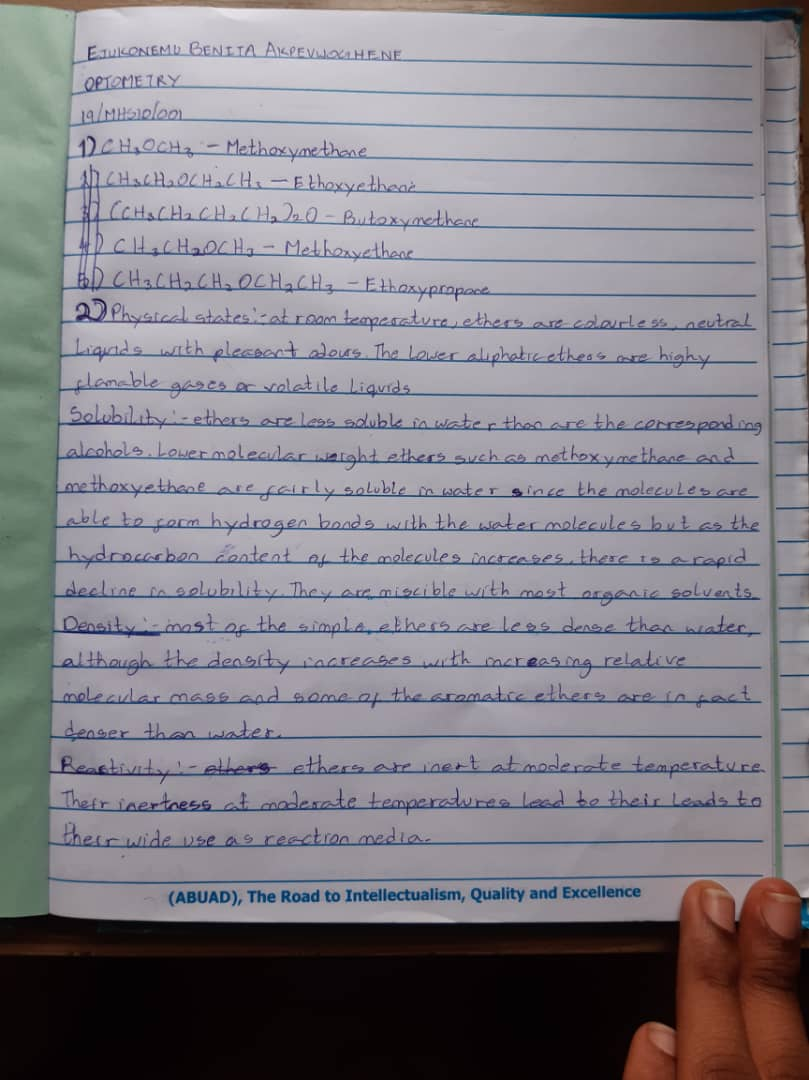 EJUKONEMU BENITA AKPEVWOGHENE
OPTOMETRY
19/MHS10/001
1) CH₃OCH₃ - Methoxymethane
CH₃CH₂OCH₂CH₃ - Ethoxyethane
(CH₃CH₂CH₂CH₂)₂O - Butoxymethane
CH₃CH₂OCH₃ - Methoxyethane
CH₃CH₂CH₂OCH₂CH₃ - Ethoxypropane
2) Physical states:- at room temperature, ethers are colourless, neutral
Liquids with pleasant odours. The Lower aliphatic ethers are highy
flamable gases or volatile Liquids
Solubility:- ethers are less soluble in water than are the corresponding
alcohols. Lower molecular weight ethers such as methoxymethane and
methoxyethane are fairly soluble in water since the molecules are
able to form hydrogen bonds with the water molecules but as the
hydrocarbon content of the molecules increases, there is a rapid
decline in solubility. They are miscible with most organic solvents
Density:- most of the simple, ethers are less dense than water,
although the density increases with increasing relative
molecular mass and some of the aromatic ethers are in fact
denser than water.
Reactivity:- ethers ethers are inert at moderate temperature.
Their inertness at moderate temperatures lead to their leads to
their wide use as reaction media.
(ABUAD), The Road to Intellectualism, Quality and Excellence